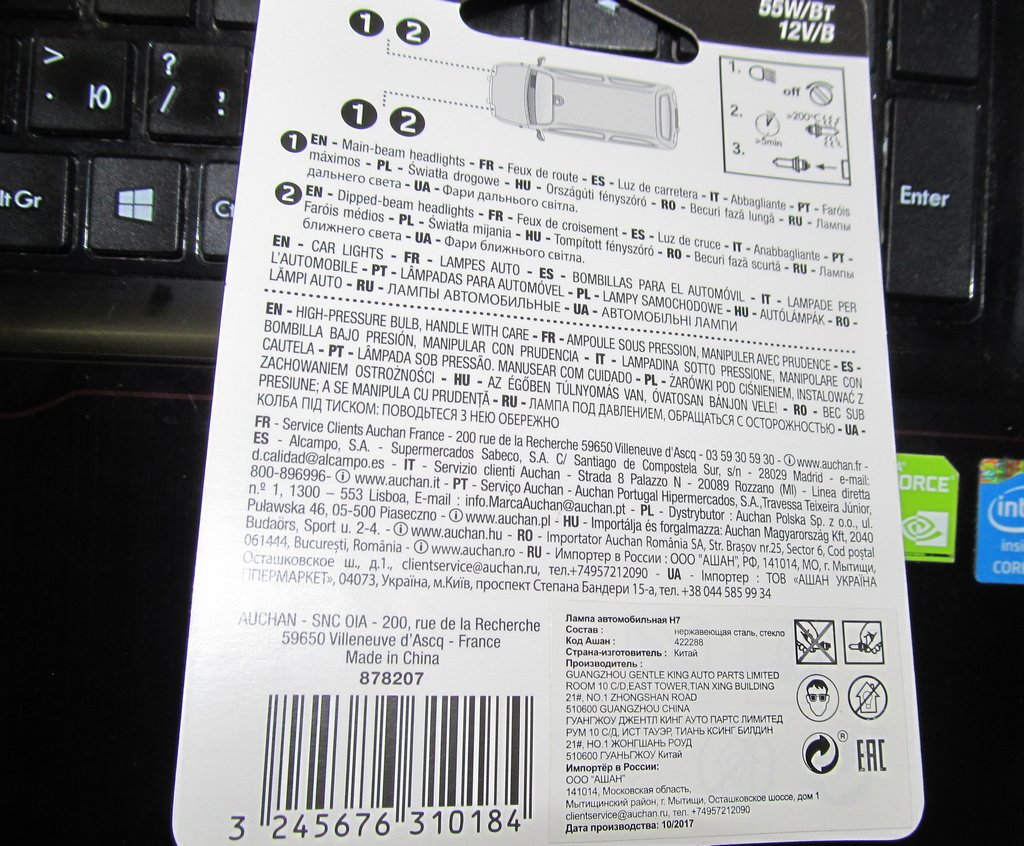 55W/Вт
12V/В
1 2
1.
off
2.
>200°C
>5min
3.
1 2
1 EN - Main-beam headlights - FR - Feux de route - ES - Luz de carretera - IT - Abbagliante - PT - Faróis
máximos - PL - Światła drogowe - HU - Országúti fényszóró - RO - Becuri fază lungă - RU - Лампы
дальнего света - UA - Фари дальнього світла.
2 EN - Dipped-beam headlights - FR - Feux de croisement - ES - Luz de cruce - IT - Anabbagliante - PT -
Faróis médios - PL - Światła mijania - HU - Tompított fényszóró - RO - Becuri fază scurtă - RU - Лампы
ближнего света - UA - Фари ближнього світла.
EN - CAR LIGHTS - FR - LAMPES AUTO - ES - BOMBILLAS PARA EL AUTOMÓVIL - IT - LAMPADE PER
L'AUTOMOBILE - PT - LÂMPADAS PARA AUTOMÓVEL - PL - LAMPY SAMOCHODOWE - HU - AUTÓLÁMPÁK - RO -
LĂMPI AUTO - RU - ЛАМПЫ АВТОМОБИЛЬНЫЕ - UA - АВТОМОБІЛЬНІ ЛАМПИ
EN - HIGH-PRESSURE BULB, HANDLE WITH CARE - FR - AMPOULE SOUS PRESSION, MANIPULER AVEC PRUDENCE - ES -
BOMBILLA BAJO PRESIÓN, MANIPULAR CON PRUDENCIA - IT - LAMPADINA SOTTO PRESSIONE, MANIPOLARE CON
CAUTELA - PT - LÂMPADA SOB PRESSÃO. MANUSEAR COM CUIDADO - PL - ŻARÓWKI POD CIŚNIENIEM, INSTALOWAĆ Z
ZACHOWANIEM OSTROŻNOŚCI - HU - AZ ÉGŐBEN TÚLNYOMÁS VAN, ÓVATOSAN BÁNJON VELE! - RO - BEC SUB
PRESIUNE; A SE MANIPULA CU PRUDENȚĂ - RU - ЛАМПА ПОД ДАВЛЕНИЕМ, ОБРАЩАТЬСЯ С ОСТОРОЖНОСТЬЮ - UA -
КОЛБА ПІД ТИСКОМ: ПОВОДЬТЕСЯ З НЕЮ ОБЕРЕЖНО
FR - Service Clients Auchan France - 200 rue de la Recherche 59650 Villeneuve d'Ascq - 03 59 30 59 30 - ⓘ www.auchan.fr -
ES - Alcampo, S.A. - Supermercados Sabeco, S.A. C/ Santiago de Compostela Sur, s/n - 28029 Madrid - e-mail:
d.calidad@alcampo.es - IT - Servizio clienti Auchan - Strada 8 Palazzo N - 20089 Rozzano (MI) - Linea diretta
800-896996- ⓘ www.auchan.it - PT - Serviço Auchan - Auchan Portugal Hipermercados, S.A.,Travessa Teixeira Júnior,
n.º 1, 1300 – 553 Lisboa, E-mail : info.MarcaAuchan@auchan.pt - PL - Dystrybutor : Auchan Polska Sp. z o.o., ul.
Puławska 46, 05-500 Piaseczno - ⓘ www.auchan.pl - HU - Importálja és forgalmazza: Auchan Magyarország Kft, 2040
Budaörs, Sport u. 2-4. - ⓘ www.auchan.hu - RO - Importator Auchan România SA, Str. Brașov nr.25, Sector 6, Cod poștal
061444, București, România - ⓘ www.auchan.ro - RU - Импортер в России : ООО "АШАН", РФ, 141014, МО, г. Мытищи,
Осташковское ш., д.1., clientservice@auchan.ru, тел.+74957212090 - UA - Імпортер : ТОВ «АШАН УКРАЇНА
ГІПЕРМАРКЕТ», 04073, Україна, м.Київ, проспект Степана Бандери 15-а, тел. +38 044 585 99 34
AUCHAN - SNC OIA - 200, rue de la Recherche
59650 Villeneuve d'Ascq - France
Made in China
878207
3 245676 310184
Лампа автомобильная H7
Состав : нержавеющая сталь, стекло
Код Ашан : 422288
Страна-изготовитель : Китай
Производитель :
GUANGZHOU GENTLE KING AUTO PARTS LIMITED
ROOM 10 C/D,EAST TOWER,TIAN XING BUILDING
21#, NO.1 ZHONGSHAN ROAD
510600 GUANGZHOU CHINA
ГУАНГЖОУ ДЖЕНТЛ КИНГ АУТО ПАРТС ЛИМИТЕД
РУМ 10 С/Д, ИСТ ТАУЭР, ТИАНЬ КСИНГ БИЛДИН
21#, НО.1 ЖОНГШАНЬ РОУД
510600 ГУАНЬГЖОУ Китай
Импортёр в России:
ООО "АШАН"
141014, Московская область,
Мытищинский район, г. Мытищи, Осташковское шоссе, дом 1
clientservice@auchan.ru, тел. +74957212090
Дата производства: 10/2017
®
EAC
> . Ю
? / ,
lt Gr
Ct
Enter
ORCE
inte
insi
COR